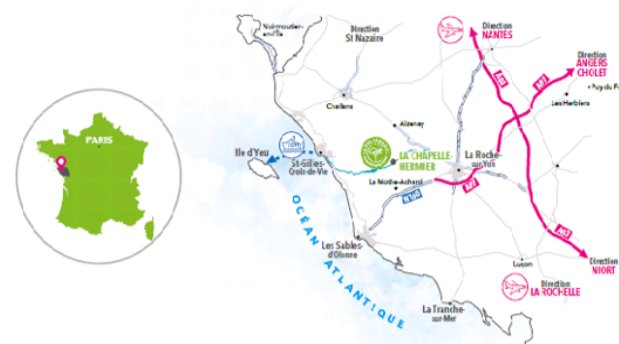 PARIS
Noirmoutier-
en-l'Île
Direction
St Nazaire
Direction
NANTES
Direction
ANGERS
CHOLET
A83
A87
Puy du Fou
Les Herbiers
Challans
Aizenay
Ile d'Yeu
St-Gilles-
Croix-de-Vie
LA CHAPELLE-
HERMIER
La Roche-
sur-Yon
La Mothe-Achard
A87
N160
Les Sables-
d'Olonne
OCÉAN ATLANTIQUE
A83
Luçon
Direction
NIORT
Direction
LA ROCHELLE
La Tranche-
sur-Mer